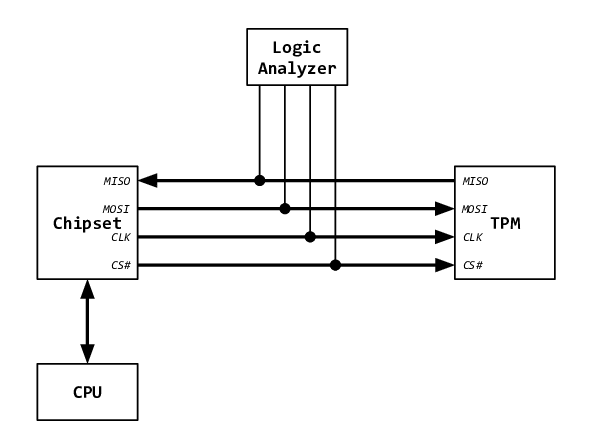 Logic
Analyzer
MISO
MISO
MOSI
MOSI
Chipset
TPM
CLK
CLK
CS#
CS#
CPU